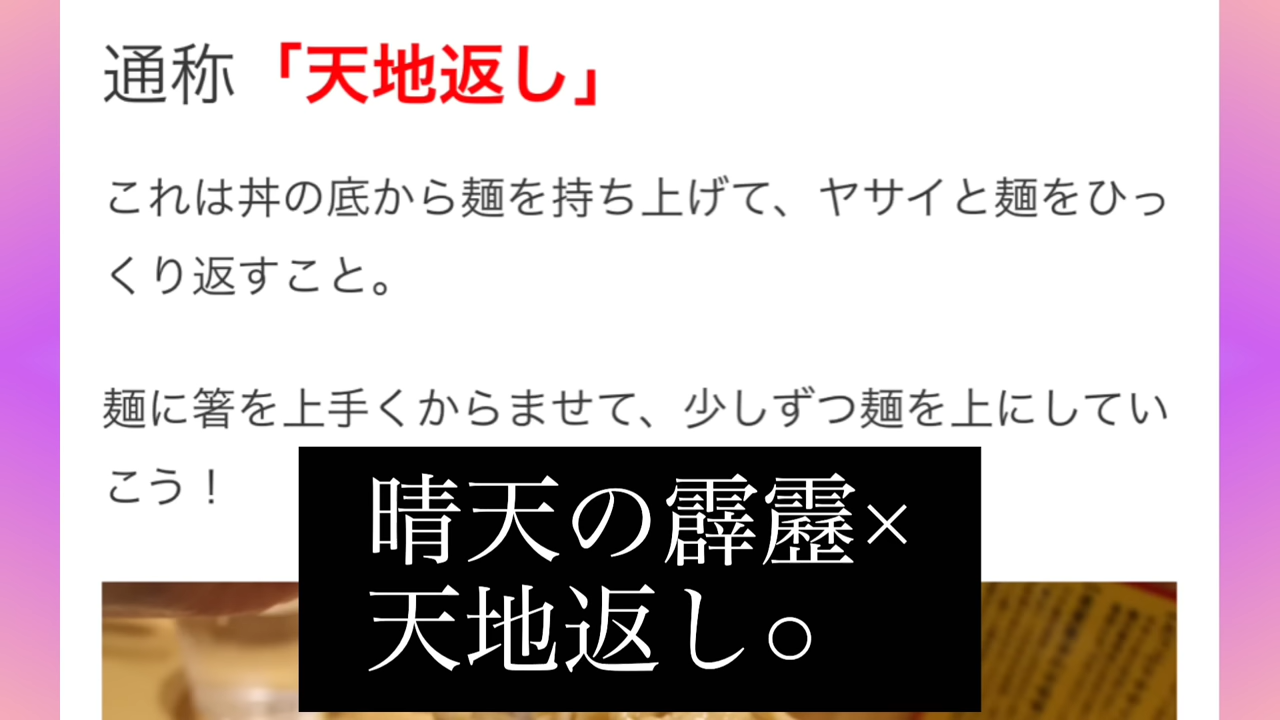 通称「天地返し」
これは丼の底から麺を持ち上げて、ヤサイと麺をひっ
くり返すこと。
麺に箸を上手くからませて、少しずつ麺を上にしてい
こう！
晴天の霹靂×
天地返し○